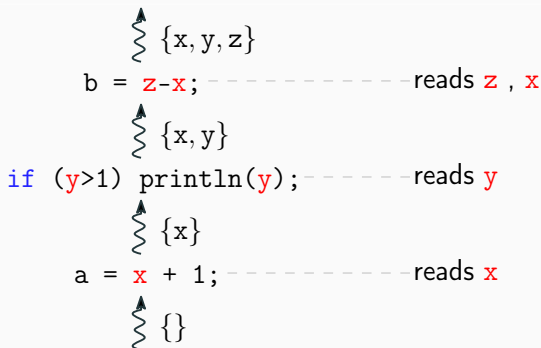 {x, y, z}
b = z-x; reads z , x
{x, y}
if (y>1) println(y); reads y
{x}
a = x + 1; reads x
{}